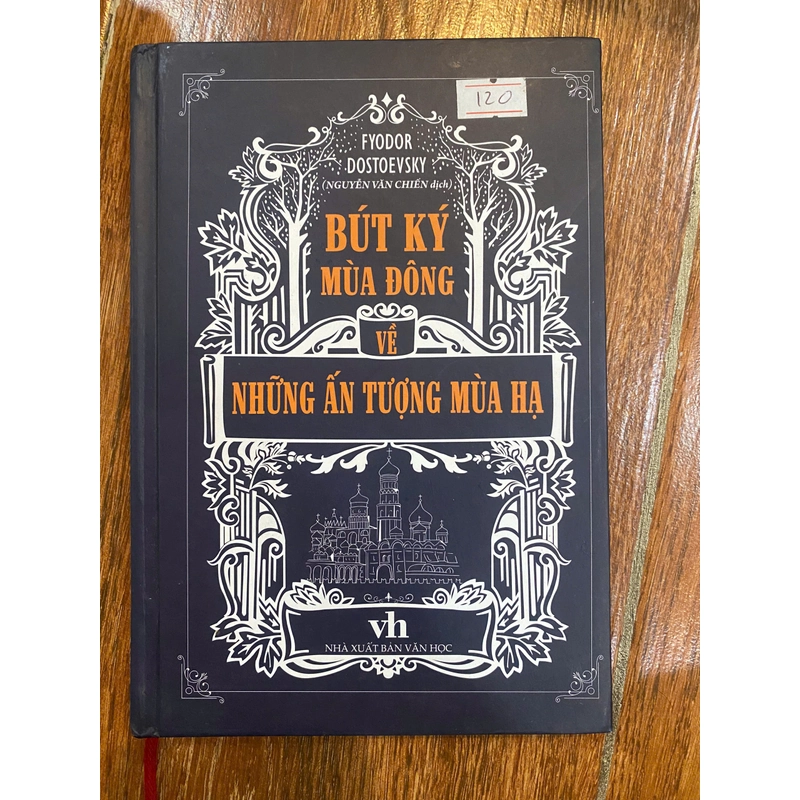 120
FYODOR
DOSTOEVSKY
(NGUYỄN VĂN CHIẾN dịch)
BÚT KÝ
MÙA ĐÔNG
VỀ
NHỮNG ẤN TƯỢNG MÙA HẠ
vh
NHÀ XUẤT BẢN VĂN HỌC